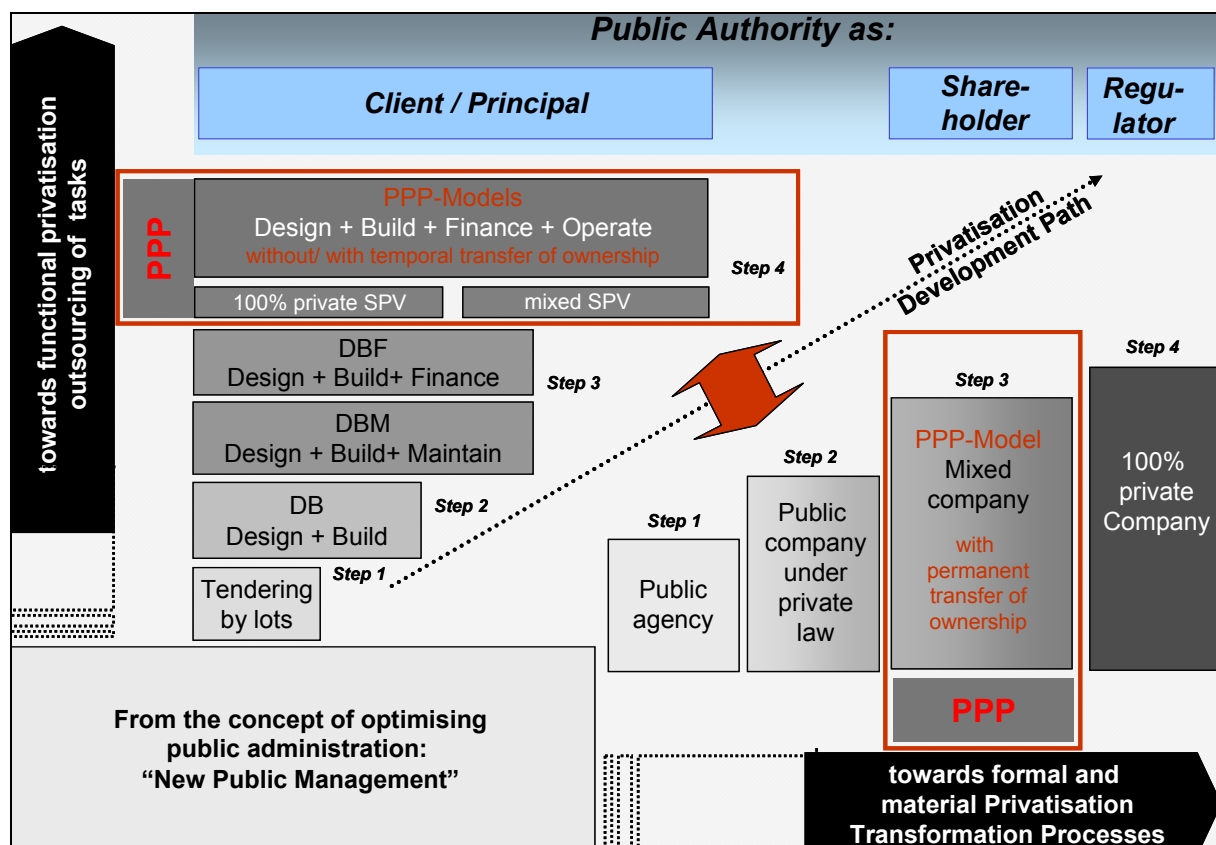 Public Authority as:
Client / Principal
Share-
holder
Regu-
lator
towards functional privatisation
outsourcing of tasks
PPP
PPP-Models
Design + Build + Finance + Operate
without/ with temporal transfer of ownership
100% private SPV
mixed SPV
Step 4
Privatisation
Development Path
DBF
Design + Build+ Finance
Step 3
DBM
Design + Build+ Maintain
DB
Design + Build
Step 2
Tendering
by lots
Step 1
Step 1
Public
agency
Step 2
Public
company
under
private
law
Step 3
PPP-Model
Mixed
company
with
permanent
transfer of
ownership
PPP
Step 4
100%
private
Company
From the concept of optimising
public administration:
“New Public Management”
towards formal and
material Privatisation
Transformation Processes